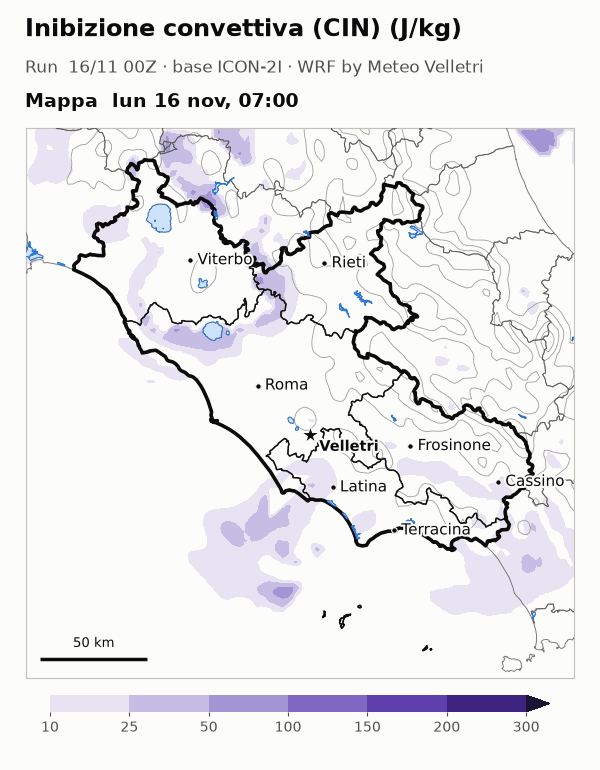 Inibizione convettiva (CIN) (J/kg)
Run  16/11 00Z · base ICON-2I · WRF by Meteo Velletri
Mappa  lun 16 nov, 07:00
Viterbo
Rieti
Roma
Velletri
Frosinone
Cassino
Latina
Terracina
50 km
10 25 50 100 150 200 300